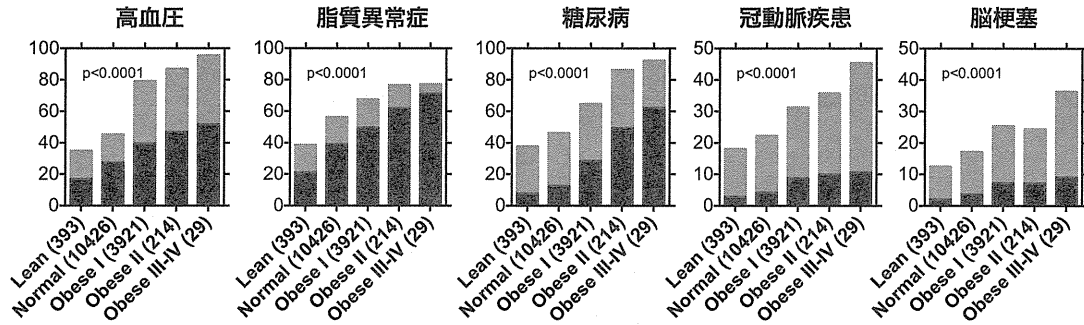 高血圧
100
80
60
40
20
0
p<0.0001
Lean (393)
Normal (10426)
Obese I (3921)
Obese II (214)
Obese III-IV (29)
脂質異常症
100
80
60
40
20
0
p<0.0001
Lean (393)
Normal (10426)
Obese I (3921)
Obese II (214)
Obese III-IV (29)
糖尿病
100
80
60
40
20
0
p<0.0001
Lean (393)
Normal (10426)
Obese I (3921)
Obese II (214)
Obese III-IV (29)
冠動脈疾患
50
40
30
20
10
0
p<0.0001
Lean (393)
Normal (10426)
Obese I (3921)
Obese II (214)
Obese III-IV (29)
脳梗塞
50
40
30
20
10
0
p<0.0001
Lean (393)
Normal (10426)
Obese I (3921)
Obese II (214)
Obese III-IV (29)